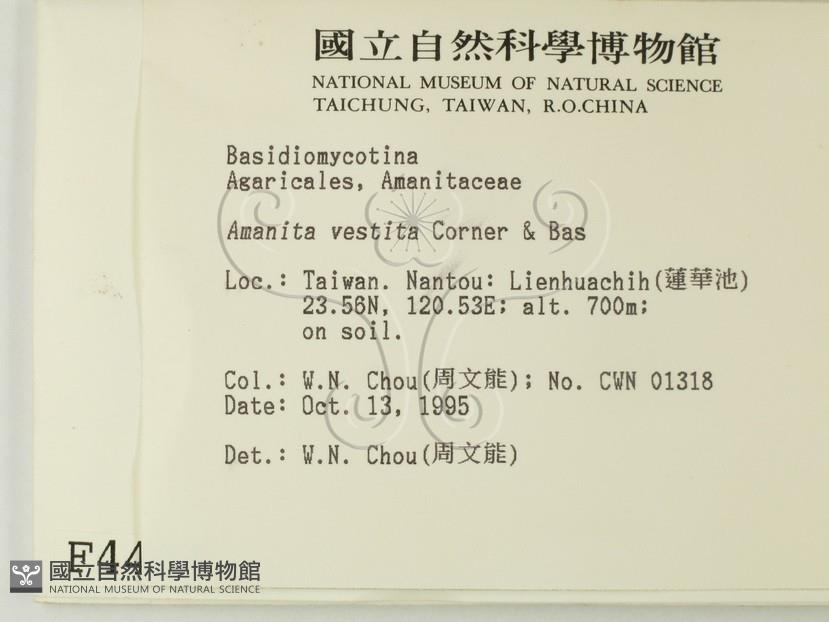 國立自然科學博物館
NATIONAL MUSEUM OF NATURAL SCIENCE
TAICHUNG, TAIWAN, R.O.CHINA
Basidiomycotina
Agaricales, Amanitaceae
Amanita vestita Corner & Bas
Loc.: Taiwan. Nantou: Lienhuachih(蓮華池)
23.56N, 120.53E; alt. 700m;
on soil.
Col.: W.N. Chou(周文能); No. CWN 01318
Date: Oct. 13, 1995
Det.: W.N. Chou(周文能)
E44
國立自然科學博物館
NATIONAL MUSEUM OF NATURAL SCIENCE